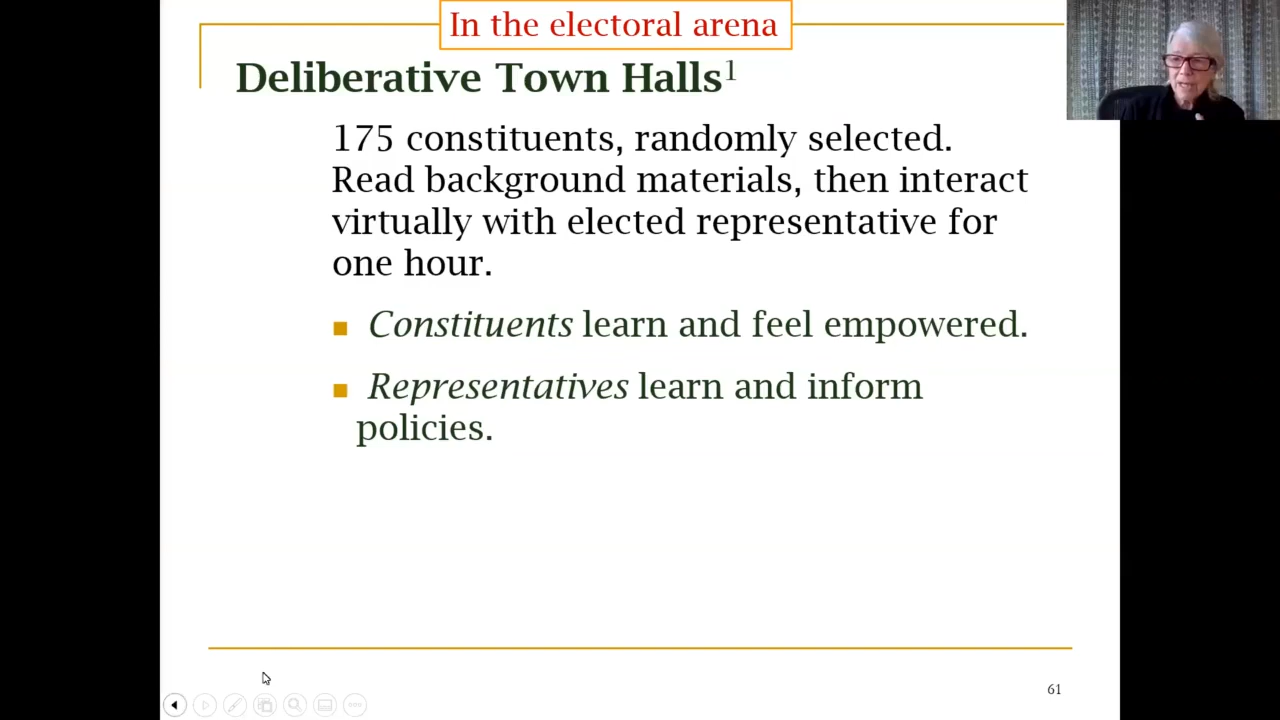 In the electoral arena
Deliberative Town Halls¹
175 constituents, randomly selected.
Read background materials, then interact
virtually with elected representative for
one hour.
Constituents learn and feel empowered.
Representatives learn and inform
policies.
61